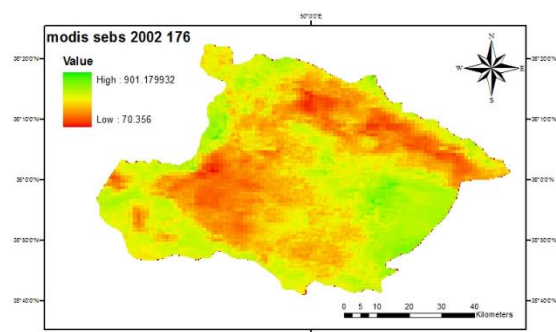 50°0'0"E
modis sebs 2002 176
Value
High : 901.179932
Low : 70.356
N
W
E
S
36°20'0"N
36°10'0"N
36°0'0"N
35°50'0"N
35°40'0"N
0 5 10 20 30 40
Kilometers